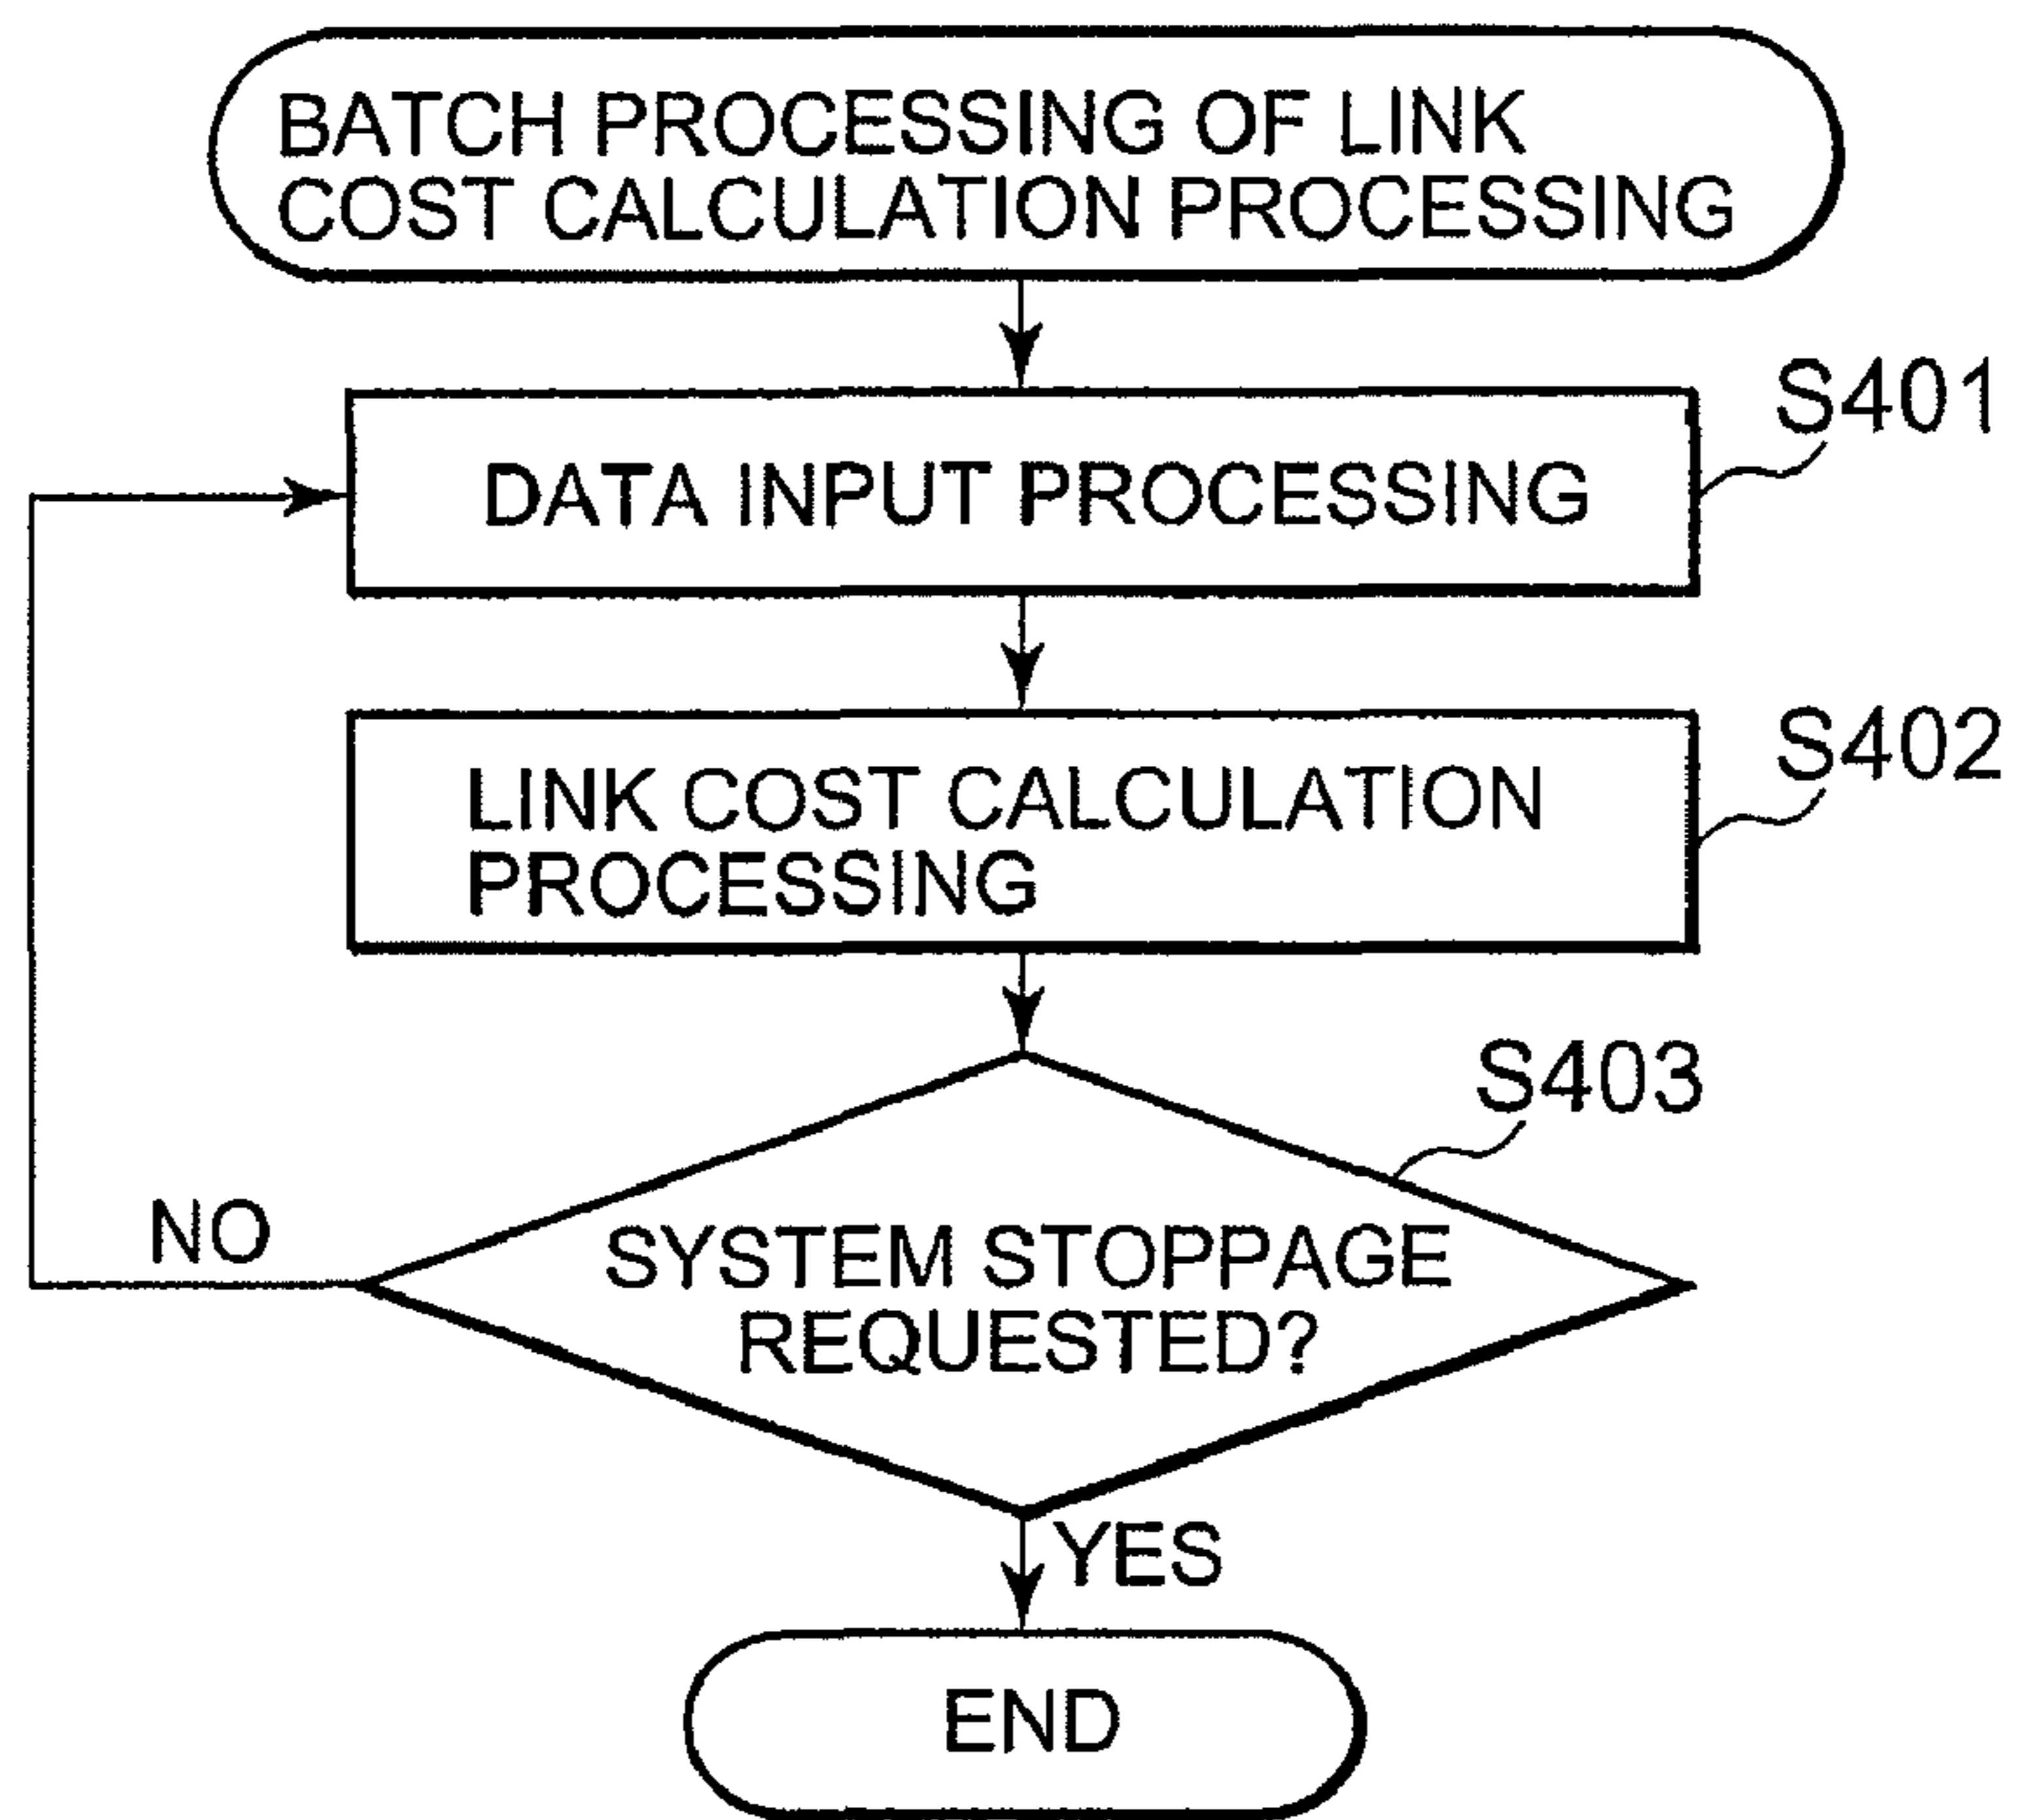 BATCH PROCESSING OF LINK
COST CALCULATION PROCESSING
S401
DATA INPUT PROCESSING
S402
LINK COST CALCULATION
PROCESSING
S403
NO
SYSTEM STOPPAGE
REQUESTED?
YES
END